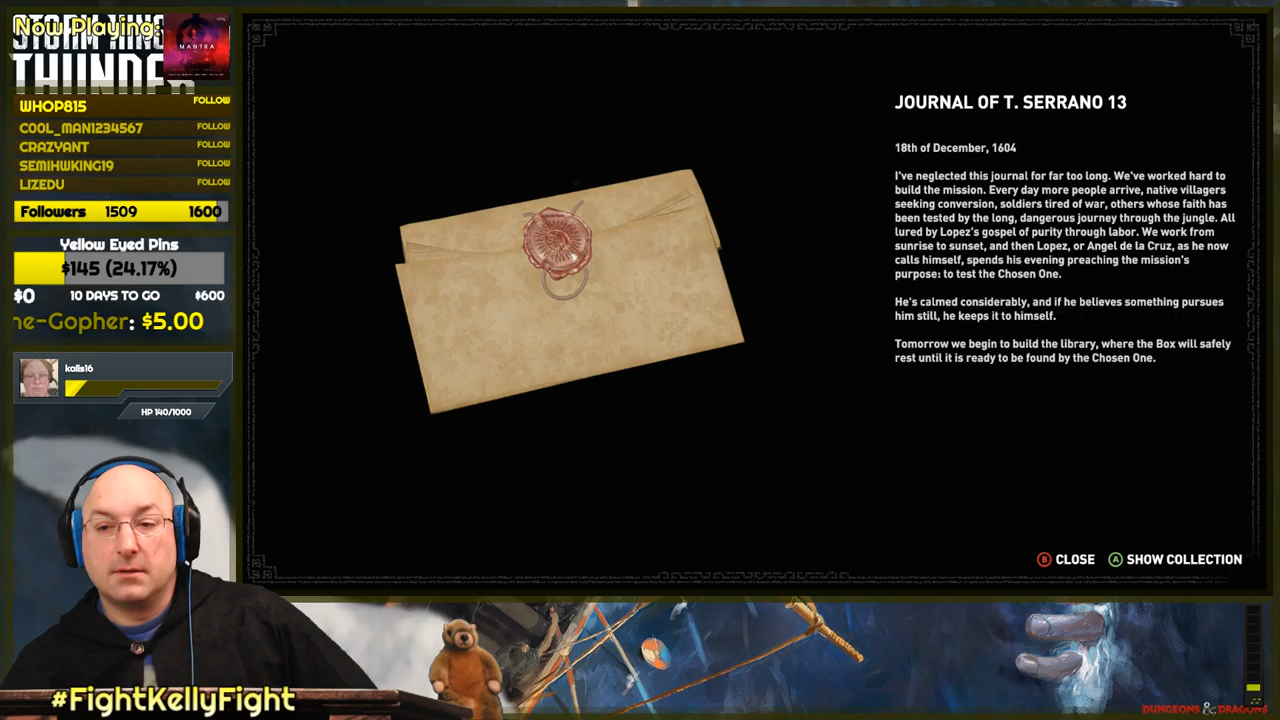 Now Playing:
STORM KING'S
THUNDER
MANTRA
WHOP815 FOLLOW
COOL_MAN1234567 FOLLOW
CRAZYANT FOLLOW
SEMIHWKING19 FOLLOW
LIZEDU FOLLOW
Followers 1509 1600
Yellow Eyed Pins
$145 (24.17%)
$0 10 DAYS TO GO $600
ne-Gopher: $5.00
kalis16
HP 140/1000
#FightKellyFight
JOURNAL OF T. SERRANO 13
18th of December, 1604
I've neglected this journal for far too long. We've worked hard to
build the mission. Every day more people arrive, native villagers
seeking conversion, soldiers tired of war, others whose faith has
been tested by the long, dangerous journey through the jungle. All
lured by Lopez's gospel of purity through labor. We work from
sunrise to sunset, and then Lopez, or Angel de la Cruz, as he now
calls himself, spends his evening preaching the mission's
purpose: to test the Chosen One.
He's calmed considerably, and if he believes something pursues
him still, he keeps it to himself.
Tomorrow we begin to build the library, where the Box will safely
rest until it is ready to be found by the Chosen One.
B CLOSE A SHOW COLLECTION
DUNGEONS & DRAGONS